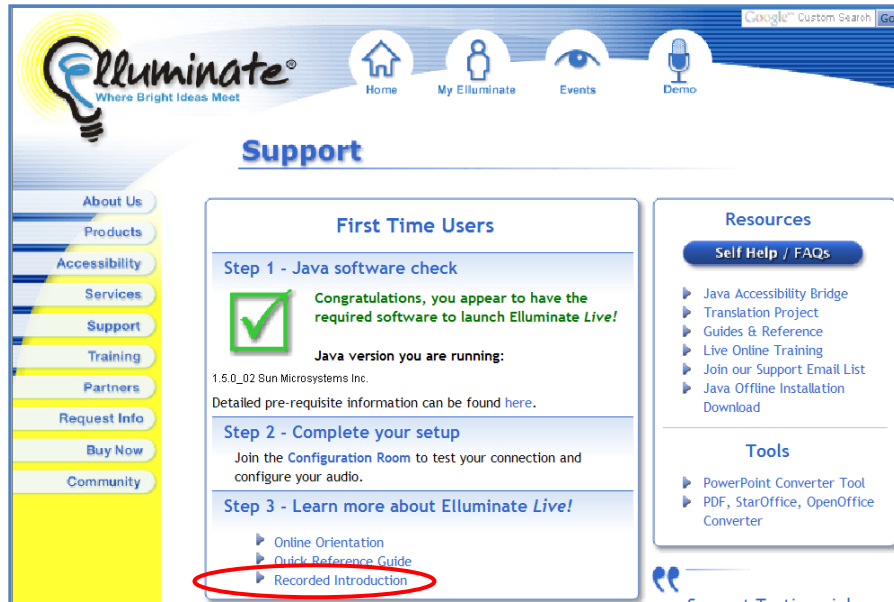 Google™ Custom Search
Elluminate®
Where Bright Ideas Meet
Home
My Elluminate
Events
Demo
Support
About Us
Products
Accessibility
Services
Support
Training
Partners
Request Info
Buy Now
Community
First Time Users
Step 1 - Java software check
Congratulations, you appear to have the
required software to launch Elluminate Live!
Java version you are running:
1.5.0_02 Sun Microsystems Inc.
Detailed pre-requisite information can be found here.
Step 2 - Complete your setup
Join the Configuration Room to test your connection and
configure your audio.
Step 3 - Learn more about Elluminate Live!
Online Orientation
Quick Reference Guide
Recorded Introduction
Resources
Self Help / FAQs
Java Accessibility Bridge
Translation Project
Guides & Reference
Live Online Training
Join our Support Email List
Java Offline Installation
Download
Tools
PowerPoint Converter Tool
PDF, StarOffice, OpenOffice
Converter